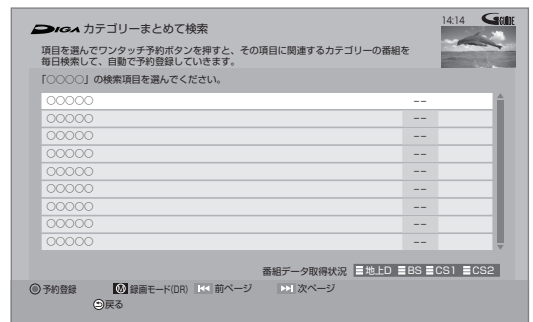 DIGA カテゴリーまとめて検索
14:14 GGUIDE
項目を選んでワンタッチ予約ボタンを押すと、その項目に関連するカテゴリーの番組を
毎日検索して、自動で予約登録していきます。
「○○○○」の検索項目を選んでください。
○○○○○ --
○○○○○ --
○○○○○ --
○○○○○ --
○○○○○ --
○○○○○ --
○○○○○ --
○○○○○ --
○○○○○ --
番組データ取得状況 地上D BS CS1 CS2
予約登録 録画モード(DR) 前ページ 次ページ
戻る